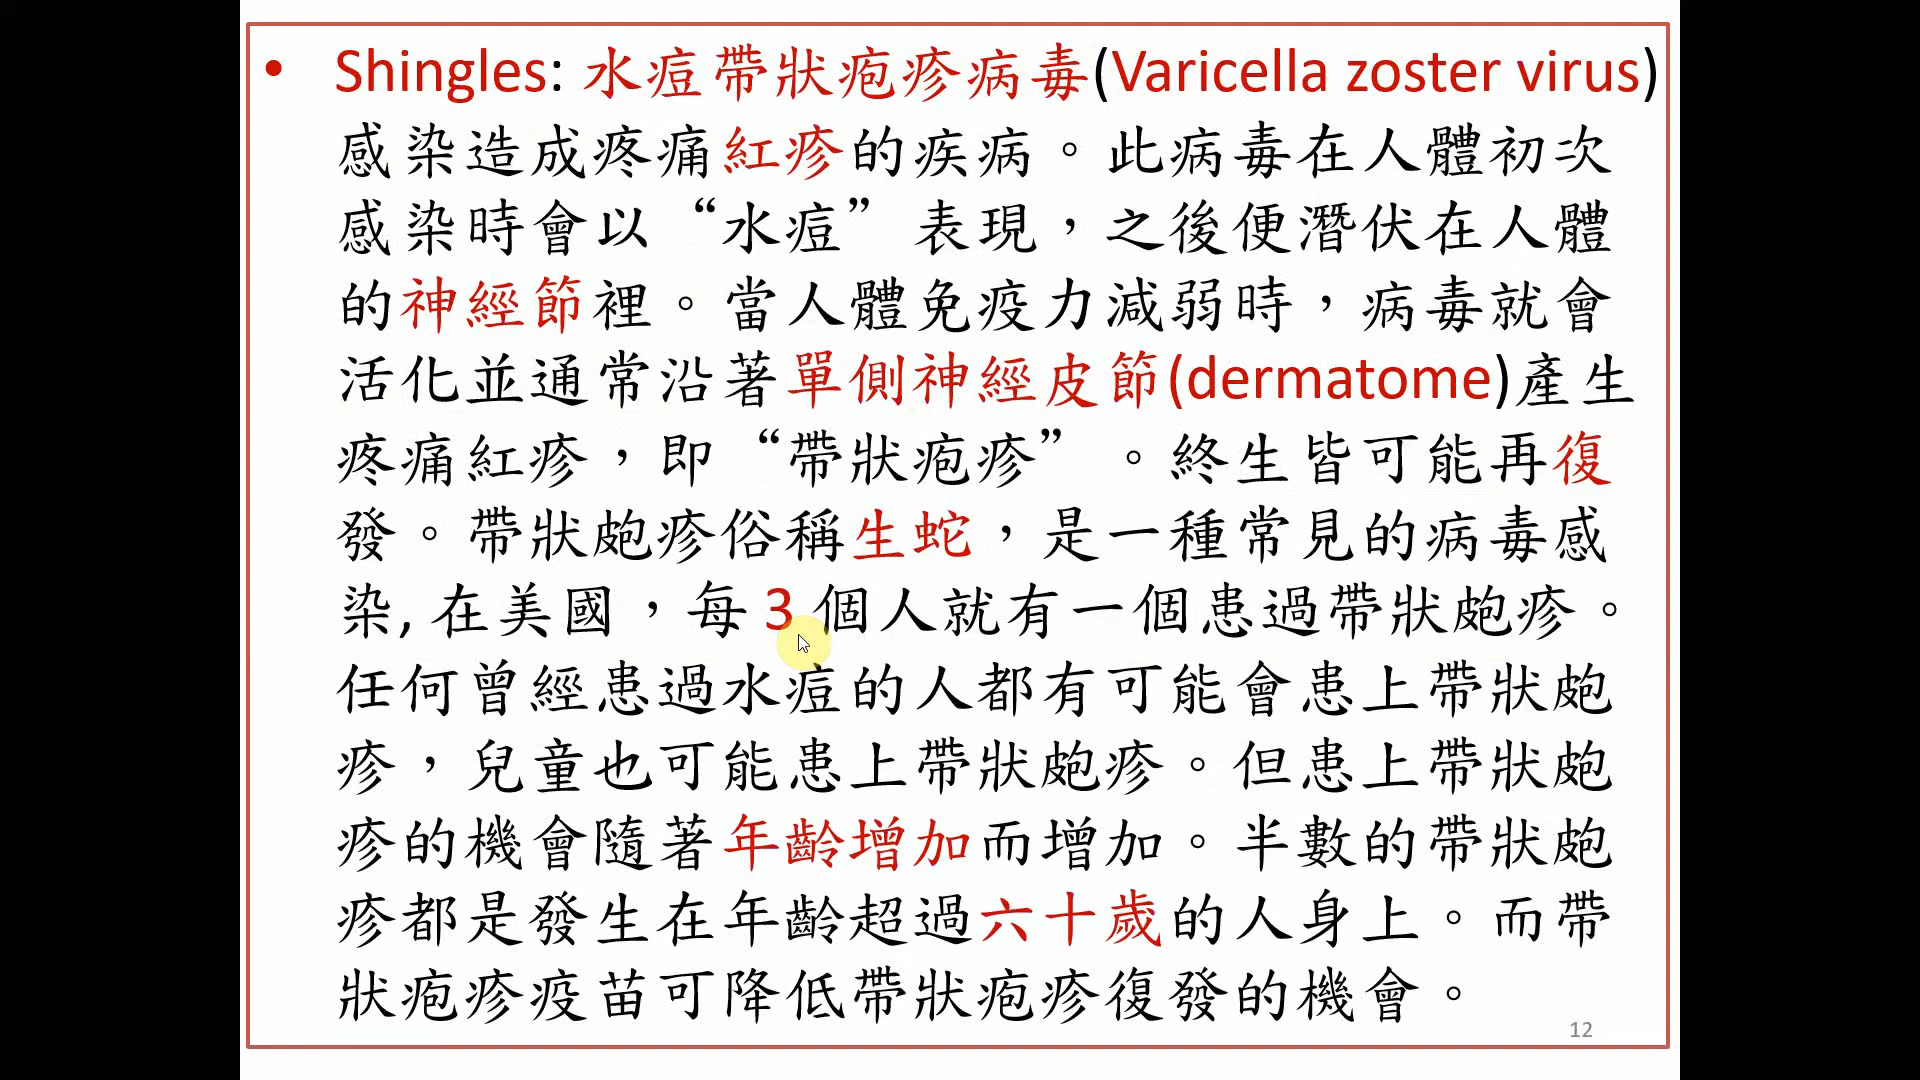 • Shingles: 水痘帶狀疱疹病毒(Varicella zoster virus)
感染造成疼痛紅疹的疾病。此病毒在人體初次
感染時會以“水痘”表現，之後便潛伏在人體
的神經節裡。當人體免疫力減弱時，病毒就會
活化並通常沿著單側神經皮節(dermatome)產生
疼痛紅疹，即“帶狀疱疹”。終生皆可能再復
發。帶狀皰疹俗稱生蛇，是一種常見的病毒感
染, 在美國，每 3 個人就有一個患過帶狀皰疹。
任何曾經患過水痘的人都有可能會患上帶狀皰
疹，兒童也可能患上帶狀皰疹。但患上帶狀皰
疹的機會隨著年齡增加而增加。半數的帶狀皰
疹都是發生在年齡超過六十歲的人身上。而帶
狀疱疹疫苗可降低帶狀疱疹復發的機會。
12